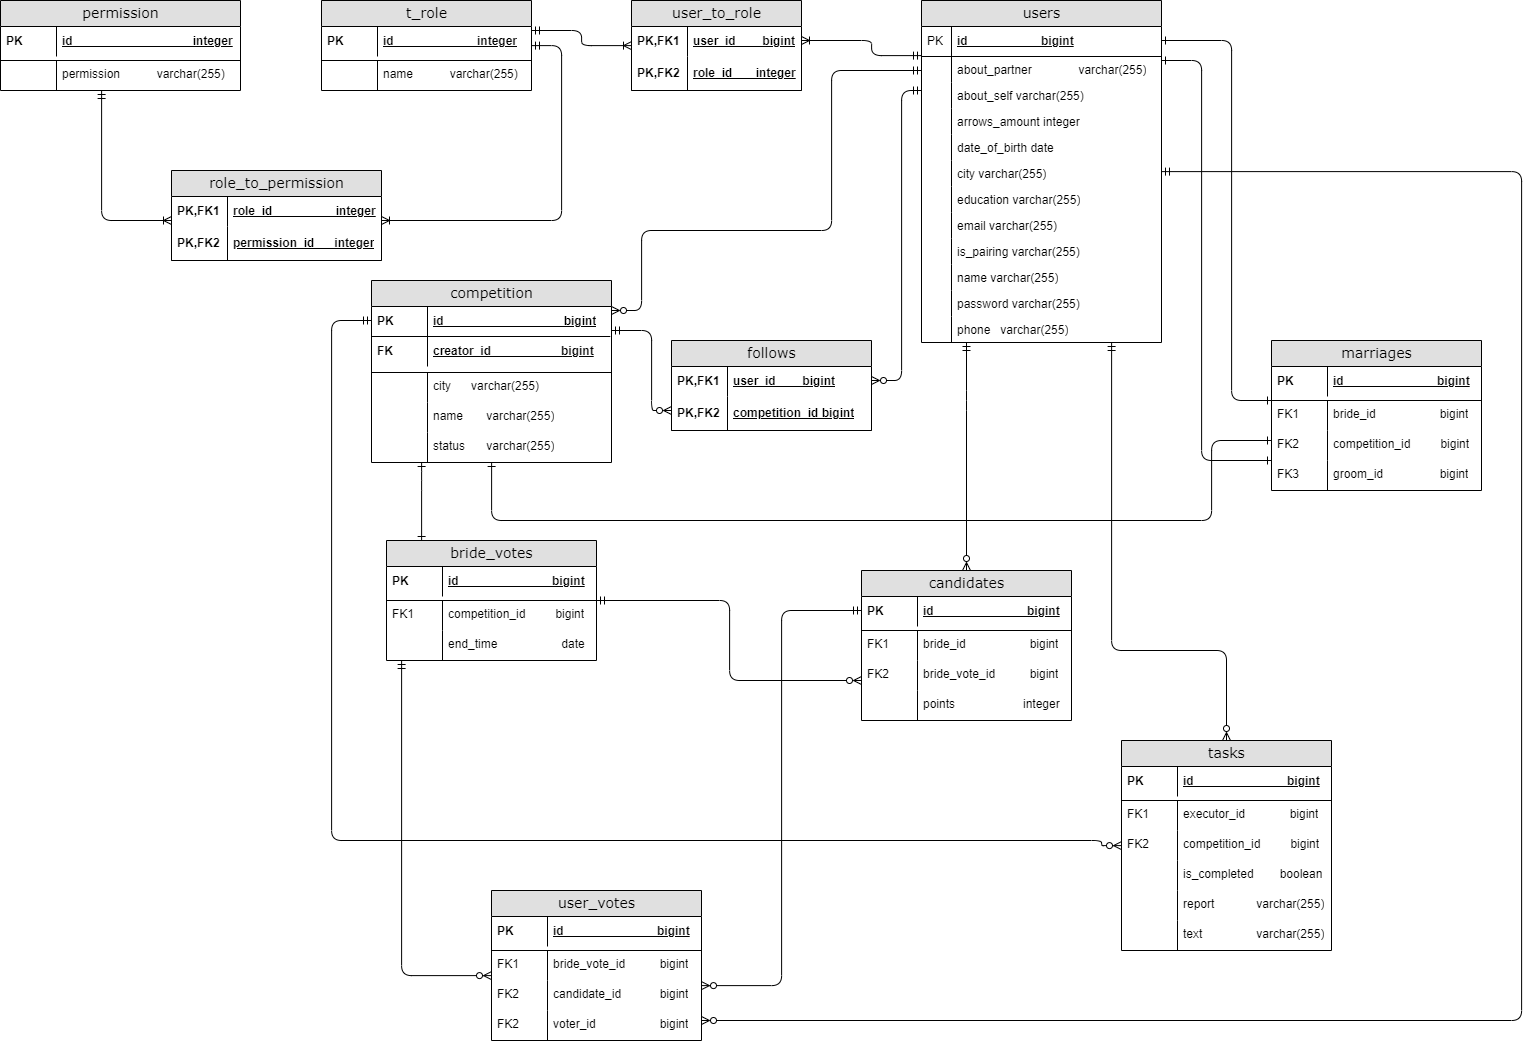 permission
PK id integer
permission varchar(255)
t_role
PK id integer
name varchar(255)
user_to_role
PK,FK1 user_id bigint
PK,FK2 role_id integer
users
PK id bigint
about_partner varchar(255)
about_self varchar(255)
arrows_amount integer
date_of_birth date
city varchar(255)
education varchar(255)
email varchar(255)
is_pairing varchar(255)
name varchar(255)
password varchar(255)
phone varchar(255)
role_to_permission
PK,FK1 role_id integer
PK,FK2 permission_id integer
competition
PK id bigint
FK creator_id bigint
city varchar(255)
name varchar(255)
status varchar(255)
follows
PK,FK1 user_id bigint
PK,FK2 competition_id bigint
marriages
PK id bigint
FK1 bride_id bigint
FK2 competition_id bigint
FK3 groom_id bigint
bride_votes
PK id bigint
FK1 competition_id bigint
end_time date
candidates
PK id bigint
FK1 bride_id bigint
FK2 bride_vote_id bigint
points integer
tasks
PK id bigint
FK1 executor_id bigint
FK2 competition_id bigint
is_completed boolean
report varchar(255)
text varchar(255)
user_votes
PK id bigint
FK1 bride_vote_id bigint
FK2 candidate_id bigint
FK2 voter_id bigint